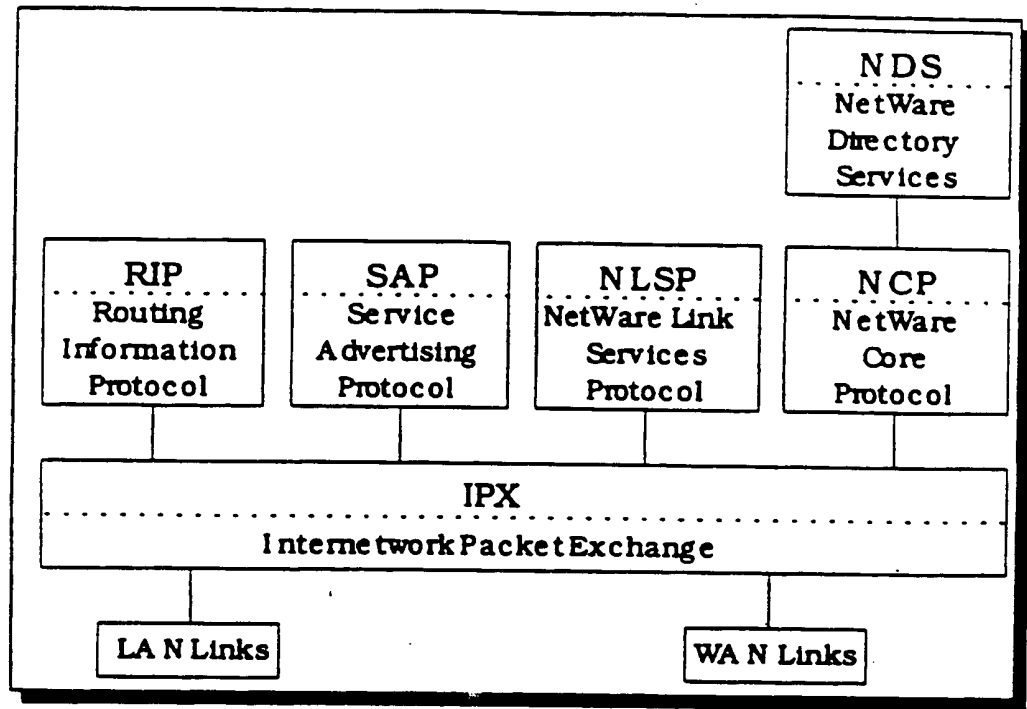 NDS
NetWare
Directory
Services
RIP
Routing
Information
Protocol
SAP
Service
Advertising
Protocol
NLSP
NetWare Link
Services
Protocol
NCP
NetWare
Core
Protocol
IPX
Internetwork Packet Exchange
LAN Links
WAN Links